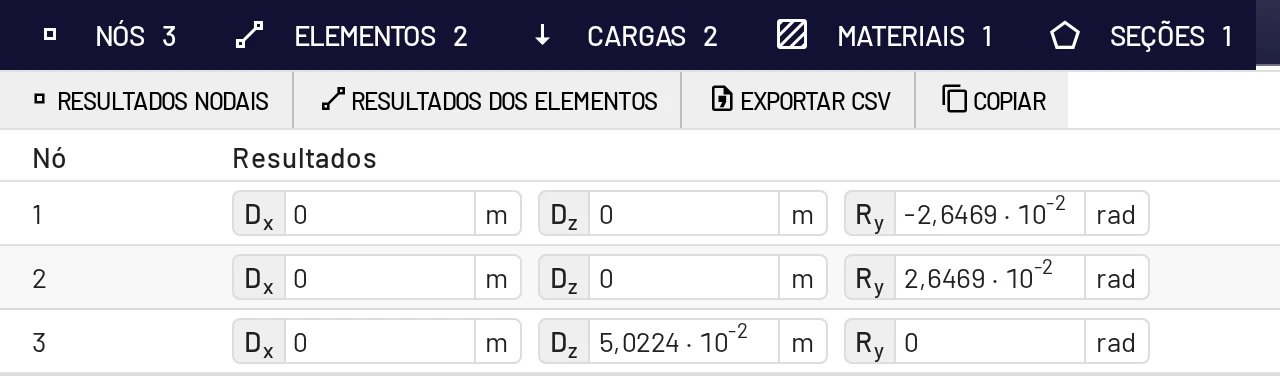 NÓS 3 ELEMENTOS 2 CARGAS 2 MATERIAIS 1 SEÇÕES 1
RESULTADOS NODAIS RESULTADOS DOS ELEMENTOS EXPORTAR CSV COPIAR
Nó Resultados
1 Dx 0 m Dz 0 m Ry -2,6469 · 10⁻² rad
2 Dx 0 m Dz 0 m Ry 2,6469 · 10⁻² rad
3 Dx 0 m Dz 5,0224 · 10⁻² m Ry 0 rad